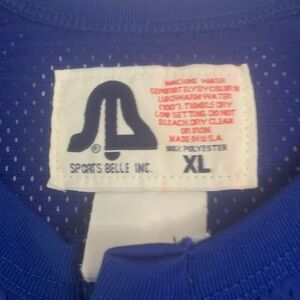 MACHINE WASH
SEPARATELY BY COLOR IN
LUKEWARM WATER
(100°). TUMBLE DRY
LOW SETTING. DO NOT
BLEACH, DRY CLEAN
OR IRON.
MADE IN U.S.A.
100% POLYESTER
®
SPORTS BELLE INC.
XL